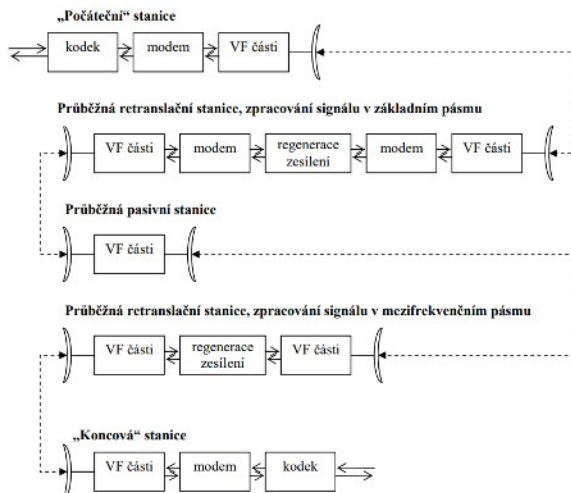 „Počáteční“ stanice
kodek modem VF části
Průběžná retranslační stanice, zpracování signálu v základním pásmu
VF části modem regenerace zesílení modem VF části
Průběžná pasivní stanice
VF části
Průběžná retranslační stanice, zpracování signálu v mezifrekvenčním pásmu
VF části regenerace zesílení VF části
„Koncová“ stanice
VF části modem kodek